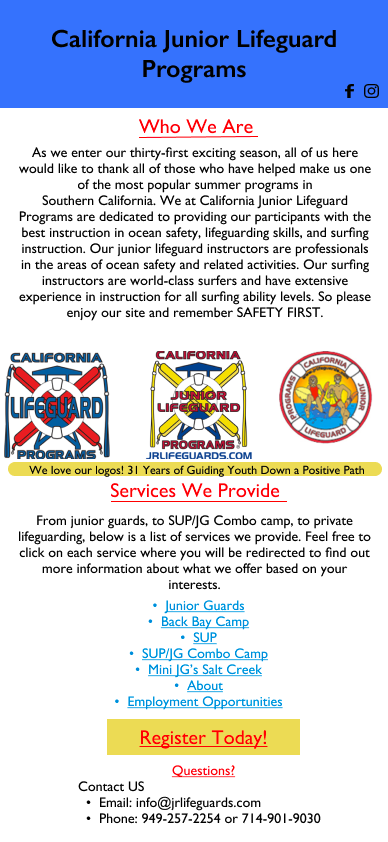 California Junior Lifeguard
Programs
Who We Are
As we enter our thirty-first exciting season, all of us here
would like to thank all of those who have helped make us one
of the most popular summer programs in
Southern California. We at California Junior Lifeguard
Programs are dedicated to providing our participants with the
best instruction in ocean safety, lifeguarding skills, and surfing
instruction. Our junior lifeguard instructors are professionals
in the areas of ocean safety and related activities. Our surfing
instructors are world-class surfers and have extensive
experience in instruction for all surfing ability levels. So please
enjoy our site and remember SAFETY FIRST.
CALIFORNIA
LIFEGUARD
PROGRAMS
CALIFORNIA
JUNIOR
LIFEGUARD
PROGRAMS
JRLIFEGUARDS.COM
CALIFORNIA
JUNIOR
LIFEGUARD
PROGRAMS
We love our logos! 31 Years of Guiding Youth Down a Positive Path
Services We Provide
From junior guards, to SUP/JG Combo camp, to private
lifeguarding, below is a list of services we provide. Feel free to
click on each service where you will be redirected to find out
more information about what we offer based on your
interests.
• Junior Guards
• Back Bay Camp
• SUP
• SUP/JG Combo Camp
• Mini JG's Salt Creek
• About
• Employment Opportunities
Register Today!
Questions?
Contact US
• Email: info@jrlifeguards.com
• Phone: 949-257-2254 or 714-901-9030